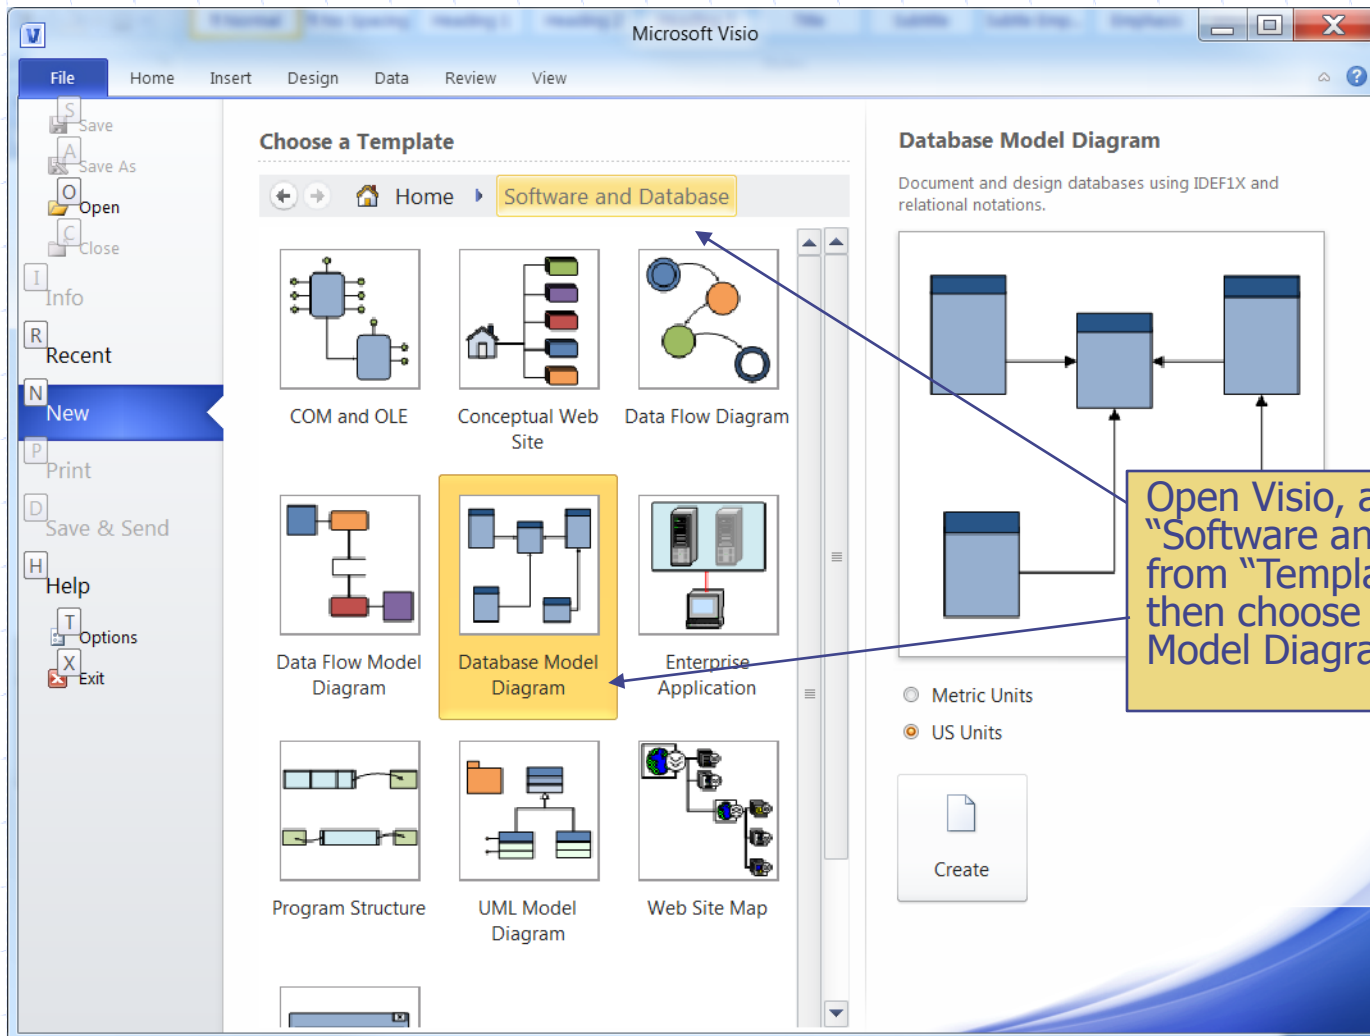 Microsoft Visio
File Home Insert Design Data Review View
S
Save
A
Save As
O
Open
C
Close
I
Info
R
Recent
N
New
P
Print
D
Save & Send
H
Help
T
Options
X
Exit
Choose a Template
Home Software and Database
COM and OLE
Conceptual Web
Site
Data Flow Diagram
Data Flow Model
Diagram
Database Model
Diagram
Enterprise
Application
Program Structure
UML Model
Diagram
Web Site Map
Database Model Diagram
Document and design databases using IDEF1X and
relational notations.
Open Visio, a
“Software an
from “Templa
then choose
Model Diagra
Metric Units
US Units
Create